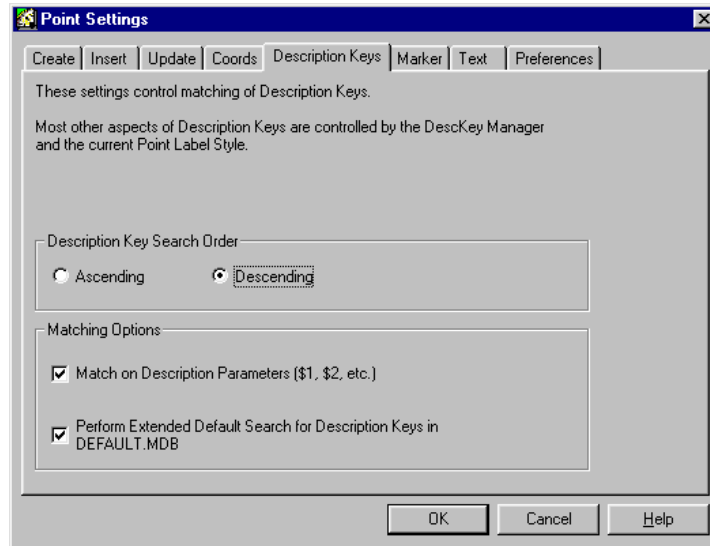 Point Settings
Create Insert Update Coords Description Keys Marker Text Preferences
These settings control matching of Description Keys.
Most other aspects of Description Keys are controlled by the DescKey Manager
and the current Point Label Style.
Description Key Search Order
Ascending Descending
Matching Options
Match on Description Parameters ($1, $2, etc.)
Perform Extended Default Search for Description Keys in
DEFAULT.MDB
OK Cancel Help